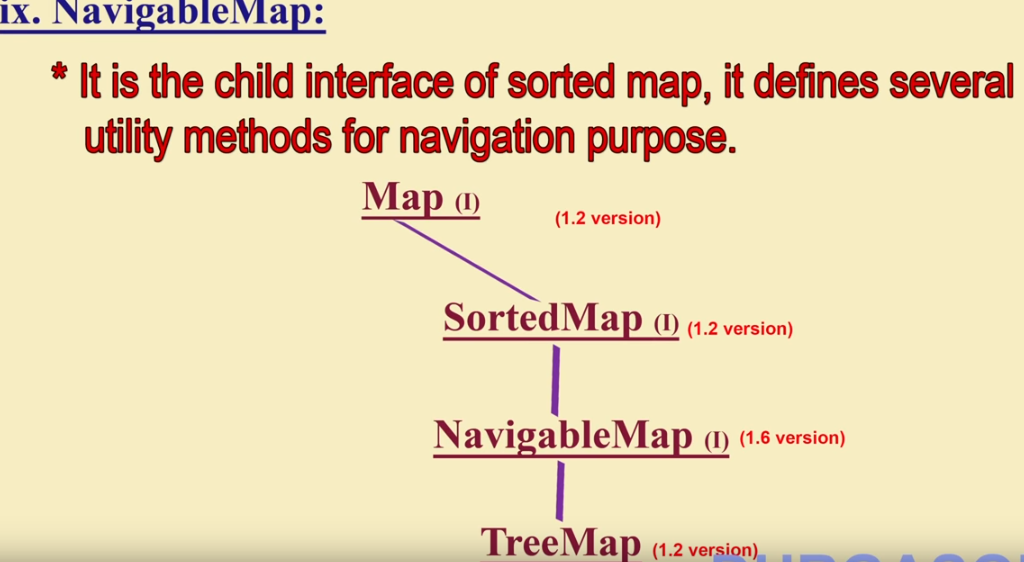 ix. NavigableMap:
* It is the child interface of sorted map, it defines several
utility methods for navigation purpose.
Map (I)
(1.2 version)
SortedMap (I) (1.2 version)
NavigableMap (I) (1.6 version)
TreeMap (1.2 version)